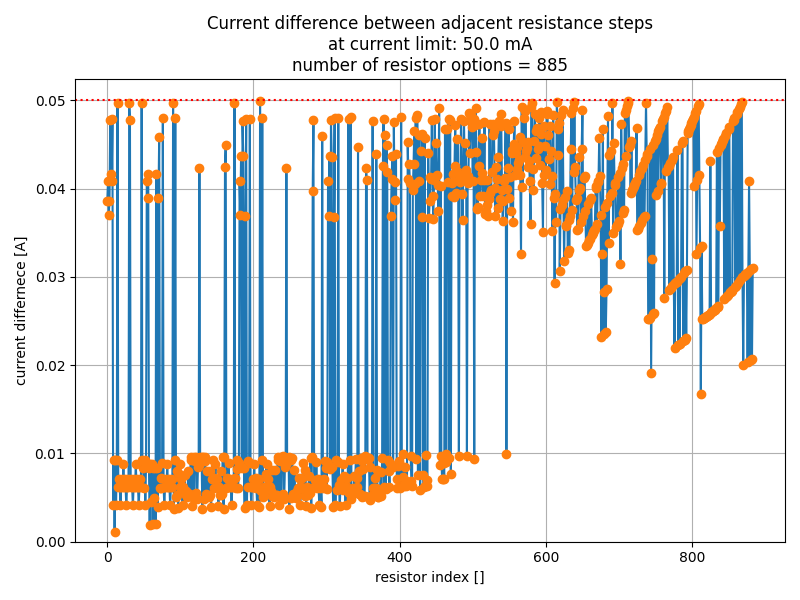 Current difference between adjacent resistance steps
at current limit: 50.0 mA
number of resistor options = 885
0.05
0.04
0.03
0.02
0.01
0.00
current differnece [A]
0
200
400
600
800
resistor index []